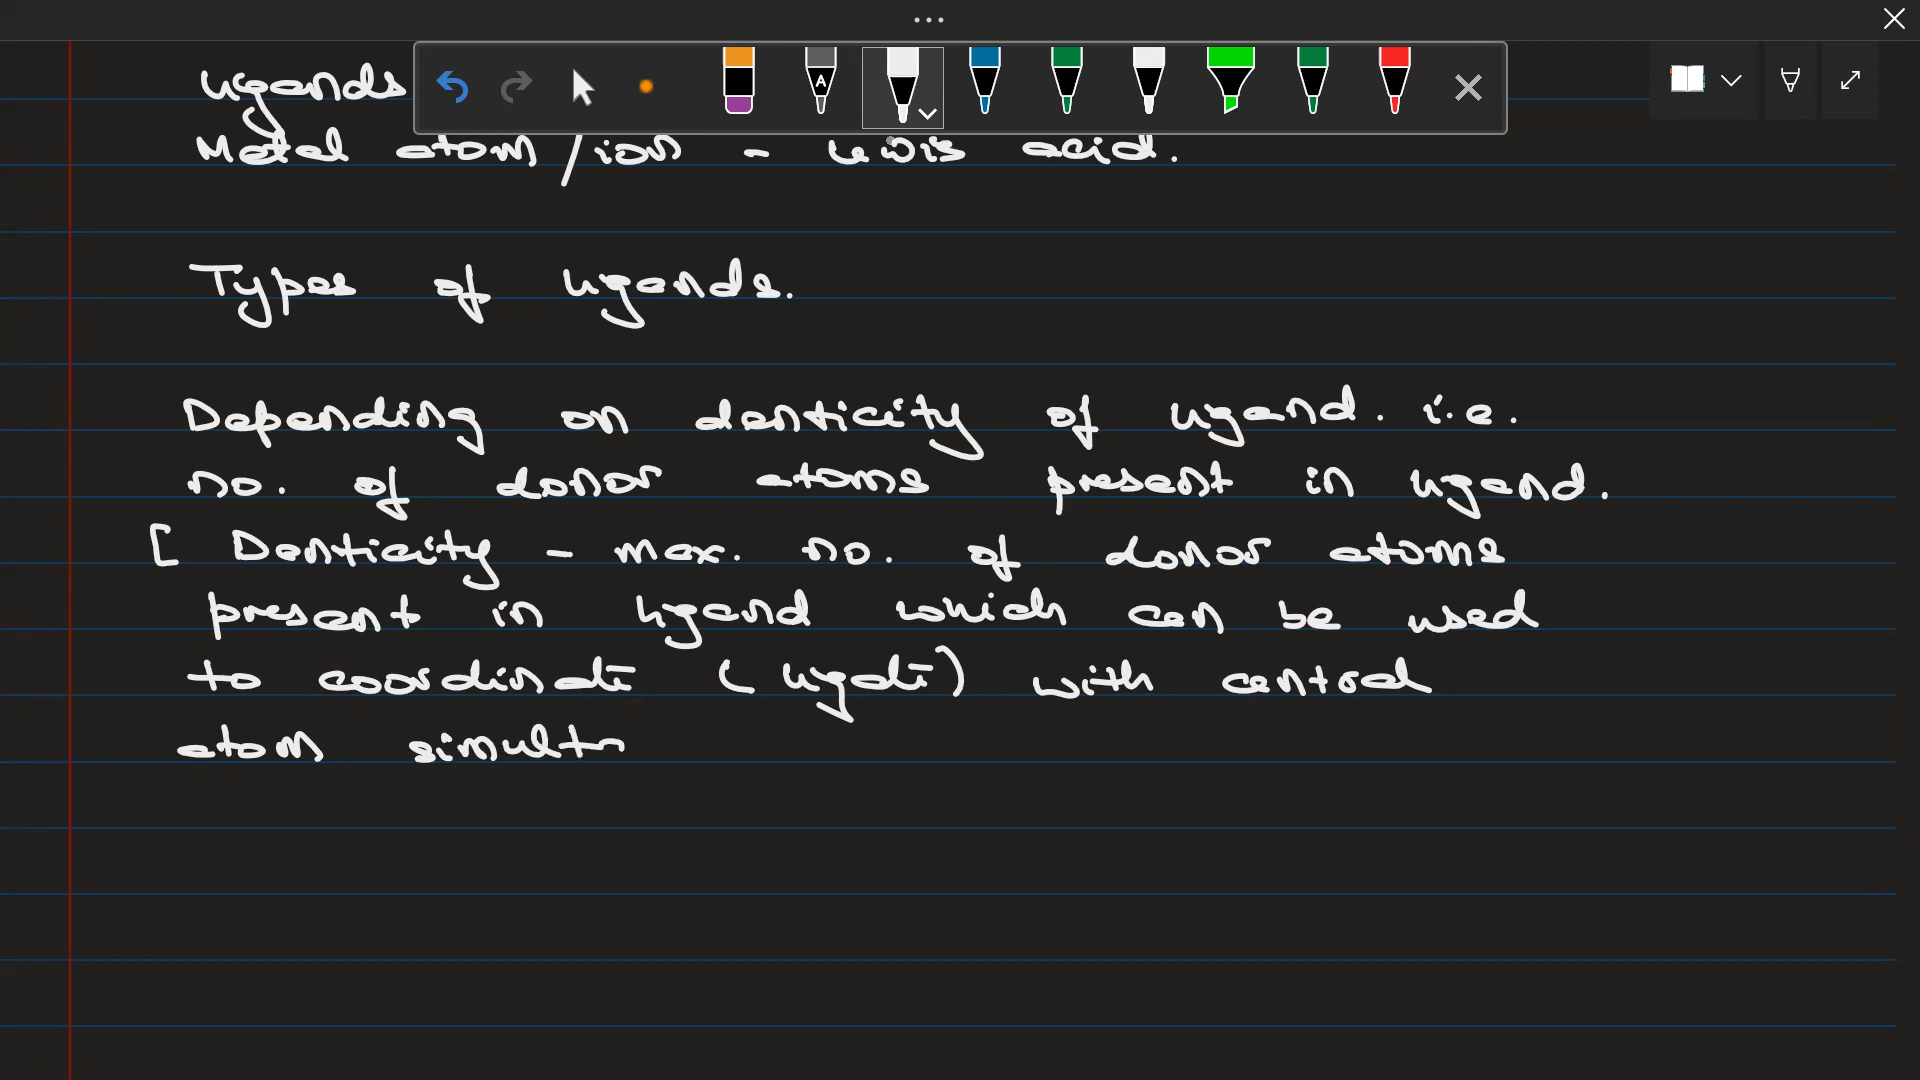 Ligands
Metal atom/ion - Lewis acid.
Types of ligands.
Depending on denticity of ligand. i.e.
no. of donor atoms present in ligand.
[ Denticity - max. no. of donor atoms
present in ligand which can be used
to coordinate (ligate) with central
atom simult